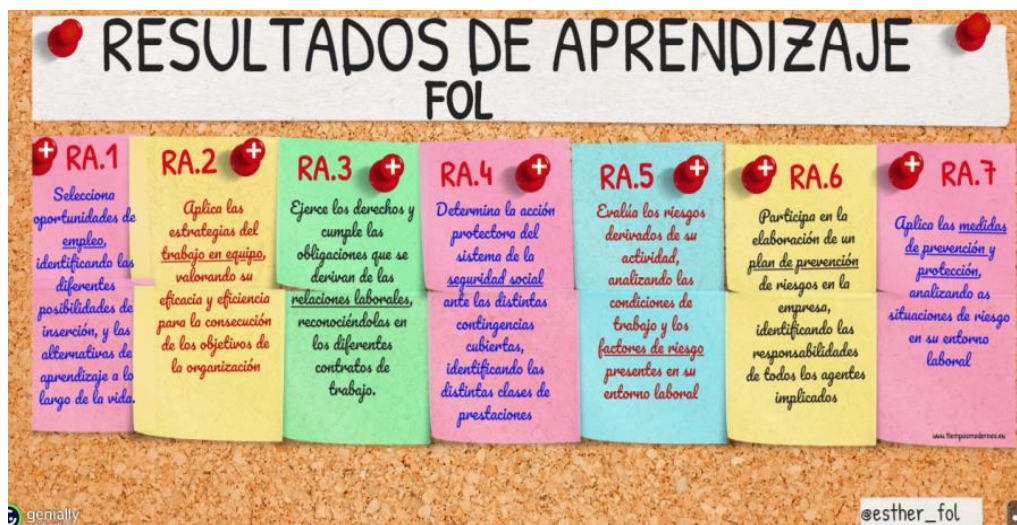 RESULTADOS DE APRENDIZAJE
FOL
RA.1
Selecciona
oportunidades de
empleo,
identificando las
diferentes
posibilidades de
inserción, y las
alternativas de
aprendizaje a lo
largo de la vida.
RA.2
Aplica las
estrategias del
trabajo en equipo,
valorando su
eficacia y eficiencia
para la consecución
de los objetivos de
la organización
RA.3
Ejerce los derechos y
cumple las
obligaciones que se
derivan de las
relaciones laborales,
reconociéndolas en
los diferentes
contratos de
trabajo.
RA.4
Determina la acción
protectora del
sistema de la
seguridad social
ante las distintas
contingencias
cubiertas,
identificando las
distintas clases de
prestaciones
RA.5
Evalúa los riesgos
derivados de su
actividad,
analizando las
condiciones de
trabajo y los
factores de riesgo
presentes en su
entorno laboral
RA.6
Participa en la
elaboración de un
plan de prevención
de riesgos en la
empresa,
identificando las
responsabilidades
de todos los agentes
implicados
RA.7
Aplica las medidas
de prevención y
protección,
analizando as
situaciones de riesgo
en su entorno
laboral
www.tiemposmodernos.eu
genially
@esther_fol